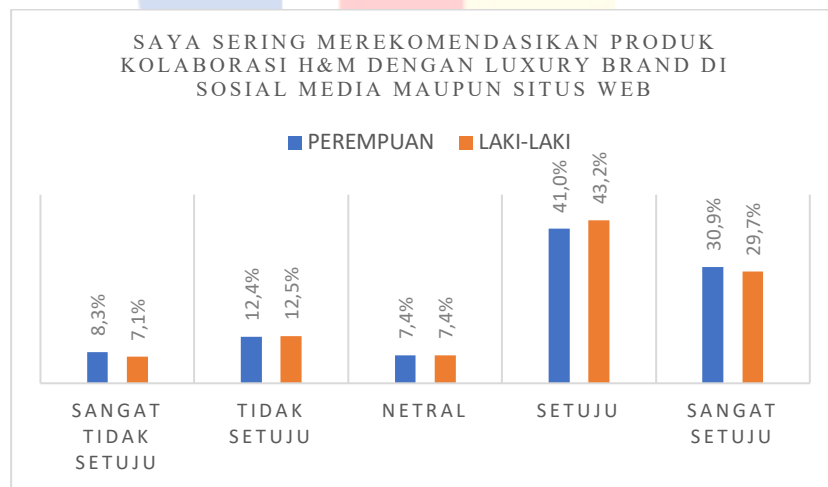 SAYA SERING MEREKOMENDASIKAN PRODUK
KOLABORASI H&M DENGAN LUXURY BRAND DI
SOSIAL MEDIA MAUPUN SITUS WEB
PEREMPUAN LAKI-LAKI
8,3% 7,1% 12,4% 12,5% 7,4% 7,4% 41,0% 43,2% 30,9% 29,7%
SANGAT TIDAK NETRAL SETUJU SANGAT
TIDAK SETUJU SETUJU
SETUJU